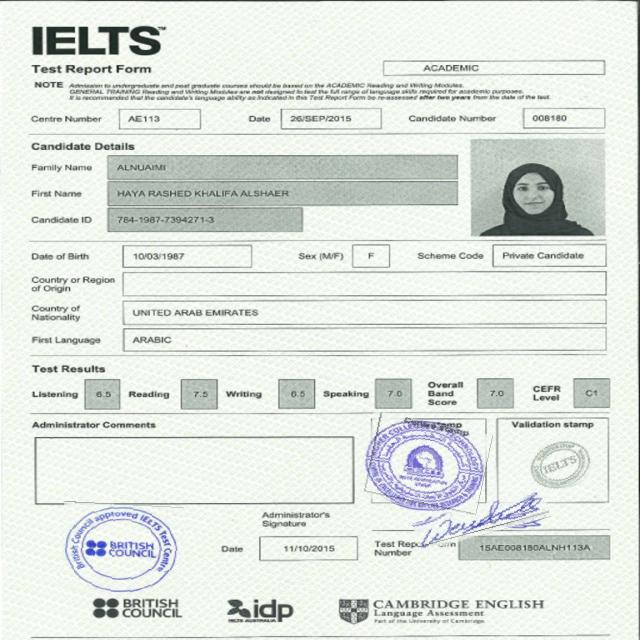 IELTS™
Test Report Form
ACADEMIC
NOTE Admission to undergraduate and post graduate courses should be based on the ACADEMIC Reading and Writing Modules.
GENERAL TRAINING Reading and Writing Modules are not designed to test the full range of language skills required for academic purposes.
It is recommended that the candidate's language ability as indicated in this Test Report Form be re-assessed after two years from the date of the test.
Centre Number AE113 Date 26/SEP/2015 Candidate Number 008180
Candidate Details
Family Name ALNUAIMI
First Name HAYA RASHED KHALIFA ALSHAER
Candidate ID 784-1987-7394271-3
Date of Birth 10/03/1987 Sex (M/F) F Scheme Code Private Candidate
Country or Region
of Origin
Country of
Nationality UNITED ARAB EMIRATES
First Language ARABIC
Test Results
Listening 6.5 Reading 7.5 Writing 6.5 Speaking 7.0 Overall Band Score 7.0 CEFR Level C1
Administrator Comments
Validation stamp
IELTS
British Council approved IELTS Test Centre
BRITISH
COUNCIL
Administrator's
Signature
Date 11/10/2015
Number 15AE008180ALNH113A
BRITISH
COUNCIL
idp
IELTS AUSTRALIA
CAMBRIDGE ENGLISH
Language Assessment
Part of the University of Cambridge